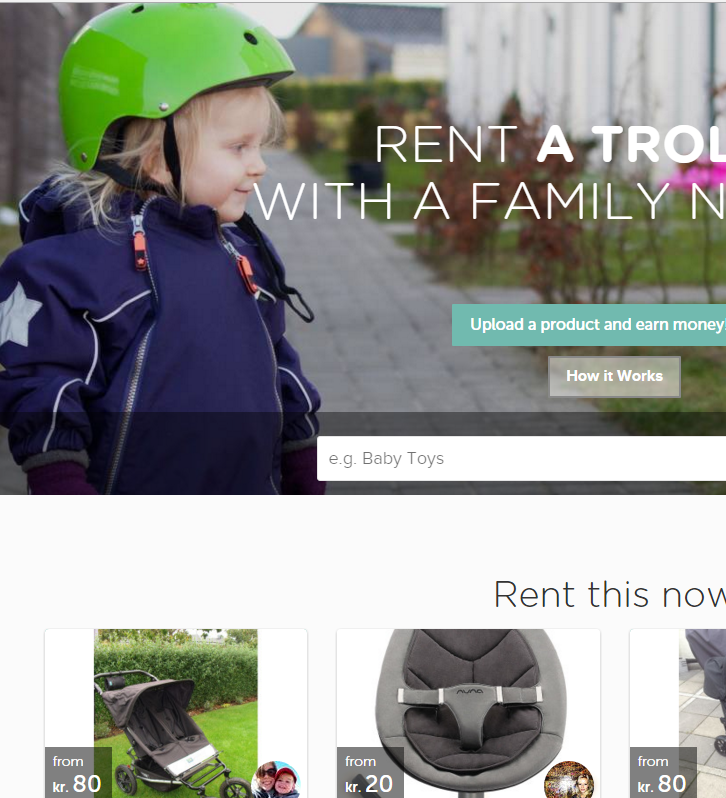 RENT A TROL
WITH A FAMILY N
Upload a product and earn money!
How it Works
e.g. Baby Toys
Rent this now
nuna
from
kr. 80
from
kr. 20
from
kr. 80